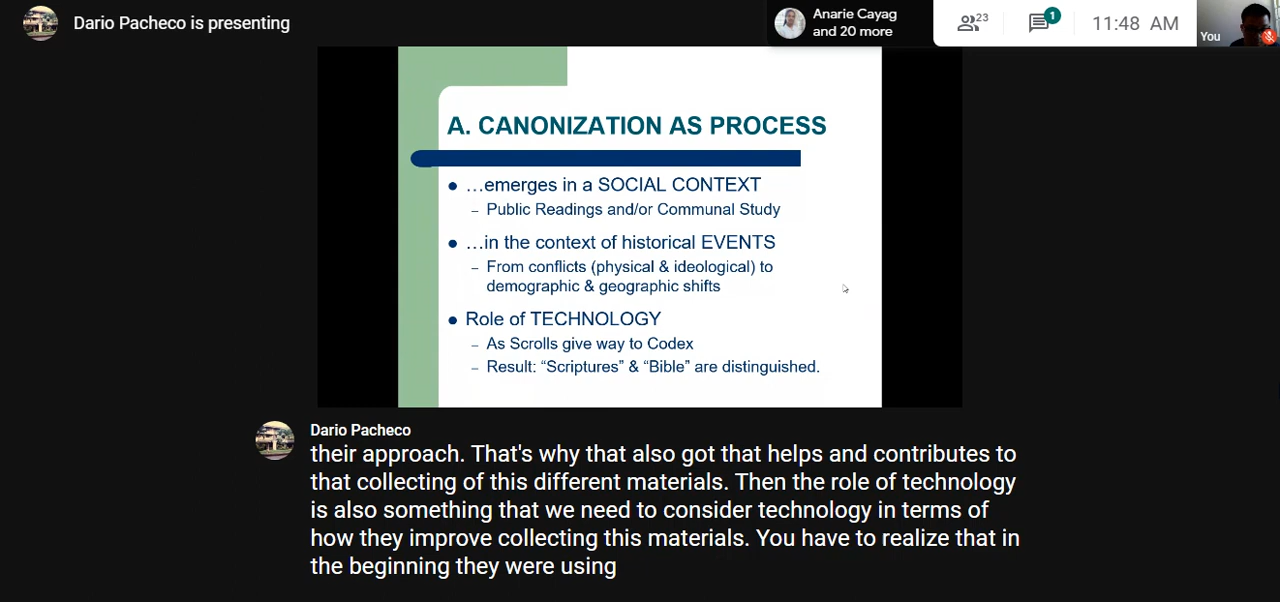 Dario Pacheco is presenting
Anarie Cayag
and 20 more
23
1
11:48 AM
You
A. CANONIZATION AS PROCESS
● …emerges in a SOCIAL CONTEXT
– Public Readings and/or Communal Study
● …in the context of historical EVENTS
– From conflicts (physical & ideological) to
demographic & geographic shifts
● Role of TECHNOLOGY
– As Scrolls give way to Codex
– Result: “Scriptures” & “Bible” are distinguished.
Dario Pacheco
their approach. That's why that also got that helps and contributes to
that collecting of this different materials. Then the role of technology
is also something that we need to consider technology in terms of
how they improve collecting this materials. You have to realize that in
the beginning they were using